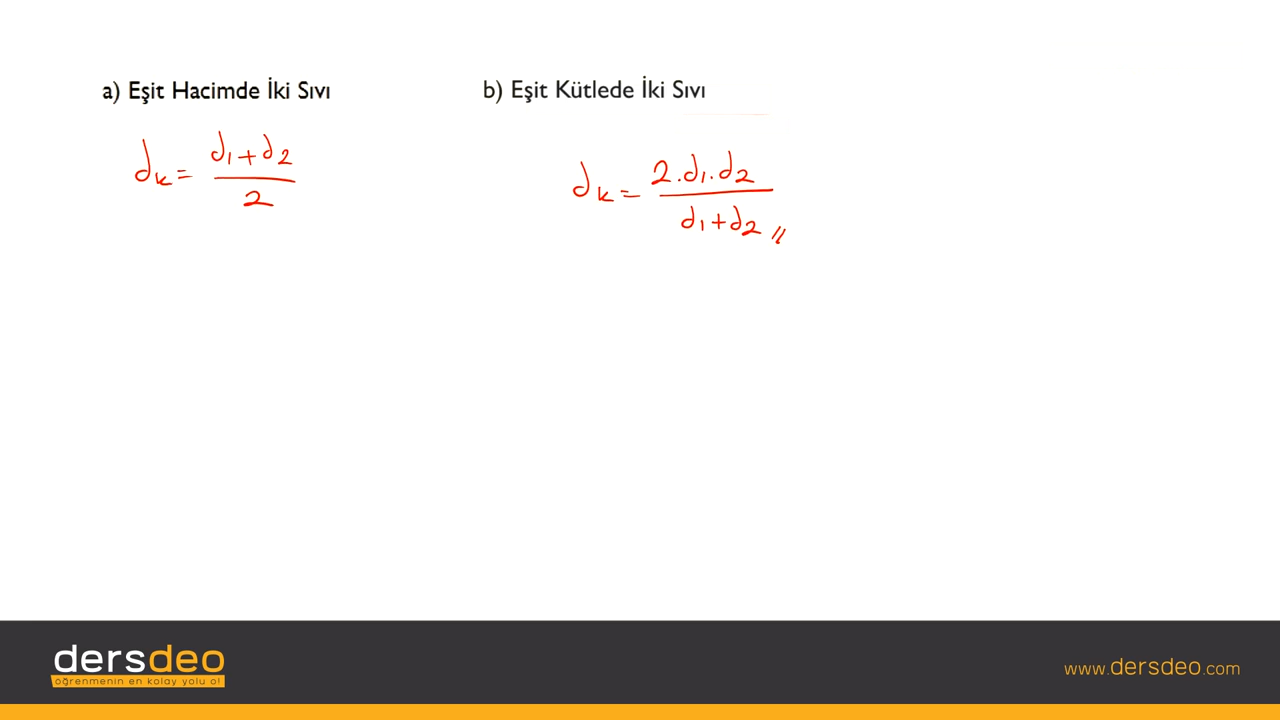 a) Eşit Hacimde İki Sıvı
dk = d1+d2 / 2
b) Eşit Kütlede İki Sıvı
dk = 2.d1.d2 / d1+d2 //
dersdeo
öğrenmenin en kolay yolu o!
www.dersdeo.com